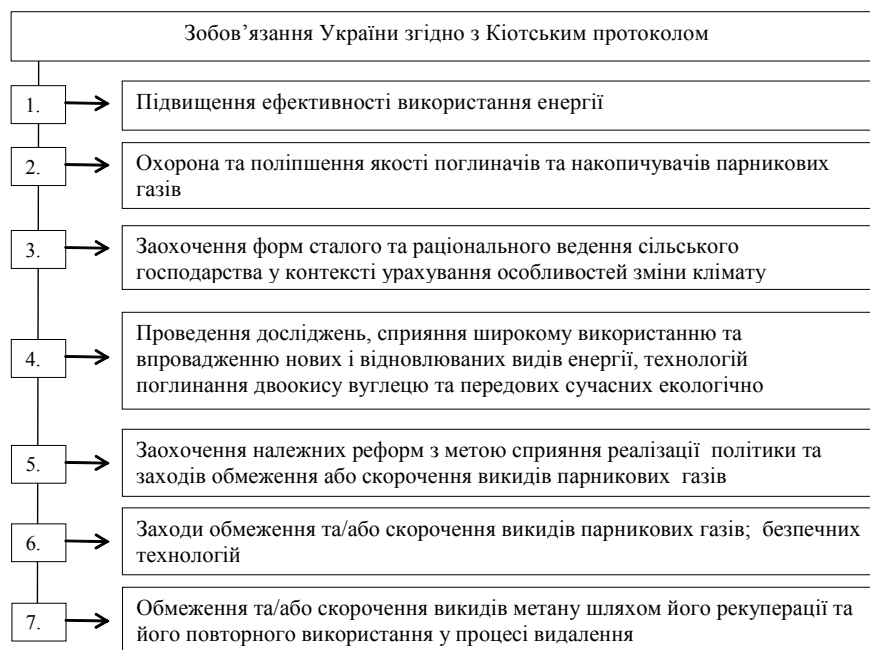 Зобов’язання України згідно з Кіотським протоколом
1.
Підвищення ефективності використання енергії
2.
Охорона та поліпшення якості поглиначів та накопичувачів парникових
газів
3.
Заохочення форм сталого та раціонального ведення сільського
господарства у контексті урахування особливостей зміни клімату
4.
Проведення досліджень, сприяння широкому використанню та
впровадженню нових і відновлюваних видів енергії, технологій
поглинання двоокису вуглецю та передових сучасних екологічно
5.
Заохочення належних реформ з метою сприяння реалізації політики та
заходів обмеження або скорочення викидів парникових газів
6.
Заходи обмеження та/або скорочення викидів парникових газів; безпечних
технологій
7.
Обмеження та/або скорочення викидів метану шляхом його рекуперації та
його повторного використання у процесі видалення